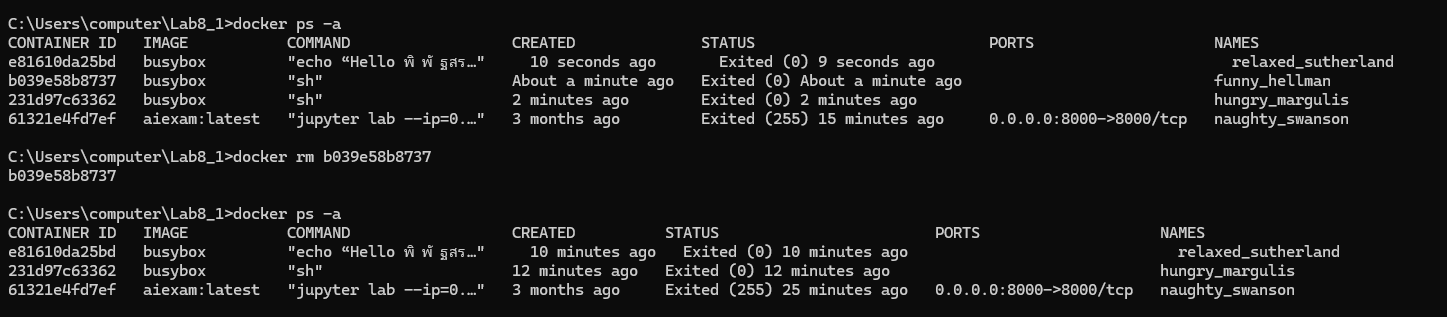 C:\Users\computer\Lab8_1>docker ps -a
CONTAINER ID   IMAGE           COMMAND                  CREATED              STATUS                          PORTS                    NAMES
e81610da25bd   busybox         "echo “Hello พิ พั ฐสร…"     10 seconds ago       Exited (0) 9 seconds ago                                 relaxed_sutherland
b039e58b8737   busybox         "sh"                     About a minute ago   Exited (0) About a minute ago                            funny_hellman
231d97c63362   busybox         "sh"                     2 minutes ago        Exited (0) 2 minutes ago                                 hungry_margulis
61321e4fd7ef   aiexam:latest   "jupyter lab --ip=0.…"   3 months ago         Exited (255) 15 minutes ago     0.0.0.0:8000->8000/tcp   naughty_swanson
C:\Users\computer\Lab8_1>docker rm b039e58b8737
b039e58b8737
C:\Users\computer\Lab8_1>docker ps -a
CONTAINER ID   IMAGE           COMMAND                  CREATED          STATUS                        PORTS                    NAMES
e81610da25bd   busybox         "echo “Hello พิ พั ฐสร…"     10 minutes ago   Exited (0) 10 minutes ago                              relaxed_sutherland
231d97c63362   busybox         "sh"                     12 minutes ago   Exited (0) 12 minutes ago                              hungry_margulis
61321e4fd7ef   aiexam:latest   "jupyter lab --ip=0.…"   3 months ago     Exited (255) 25 minutes ago   0.0.0.0:8000->8000/tcp   naughty_swanson